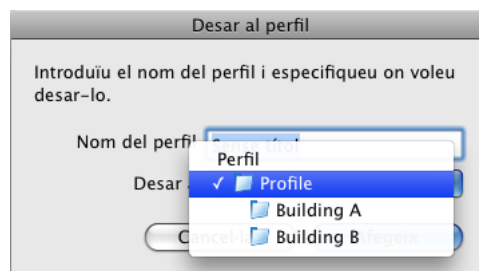 Desar al perfil
Introduïu el nom del perfil i especifiqueu on voleu
desar-lo.
Nom del perfil
Perfil
Desar
✓ Profile
Building A
Building B